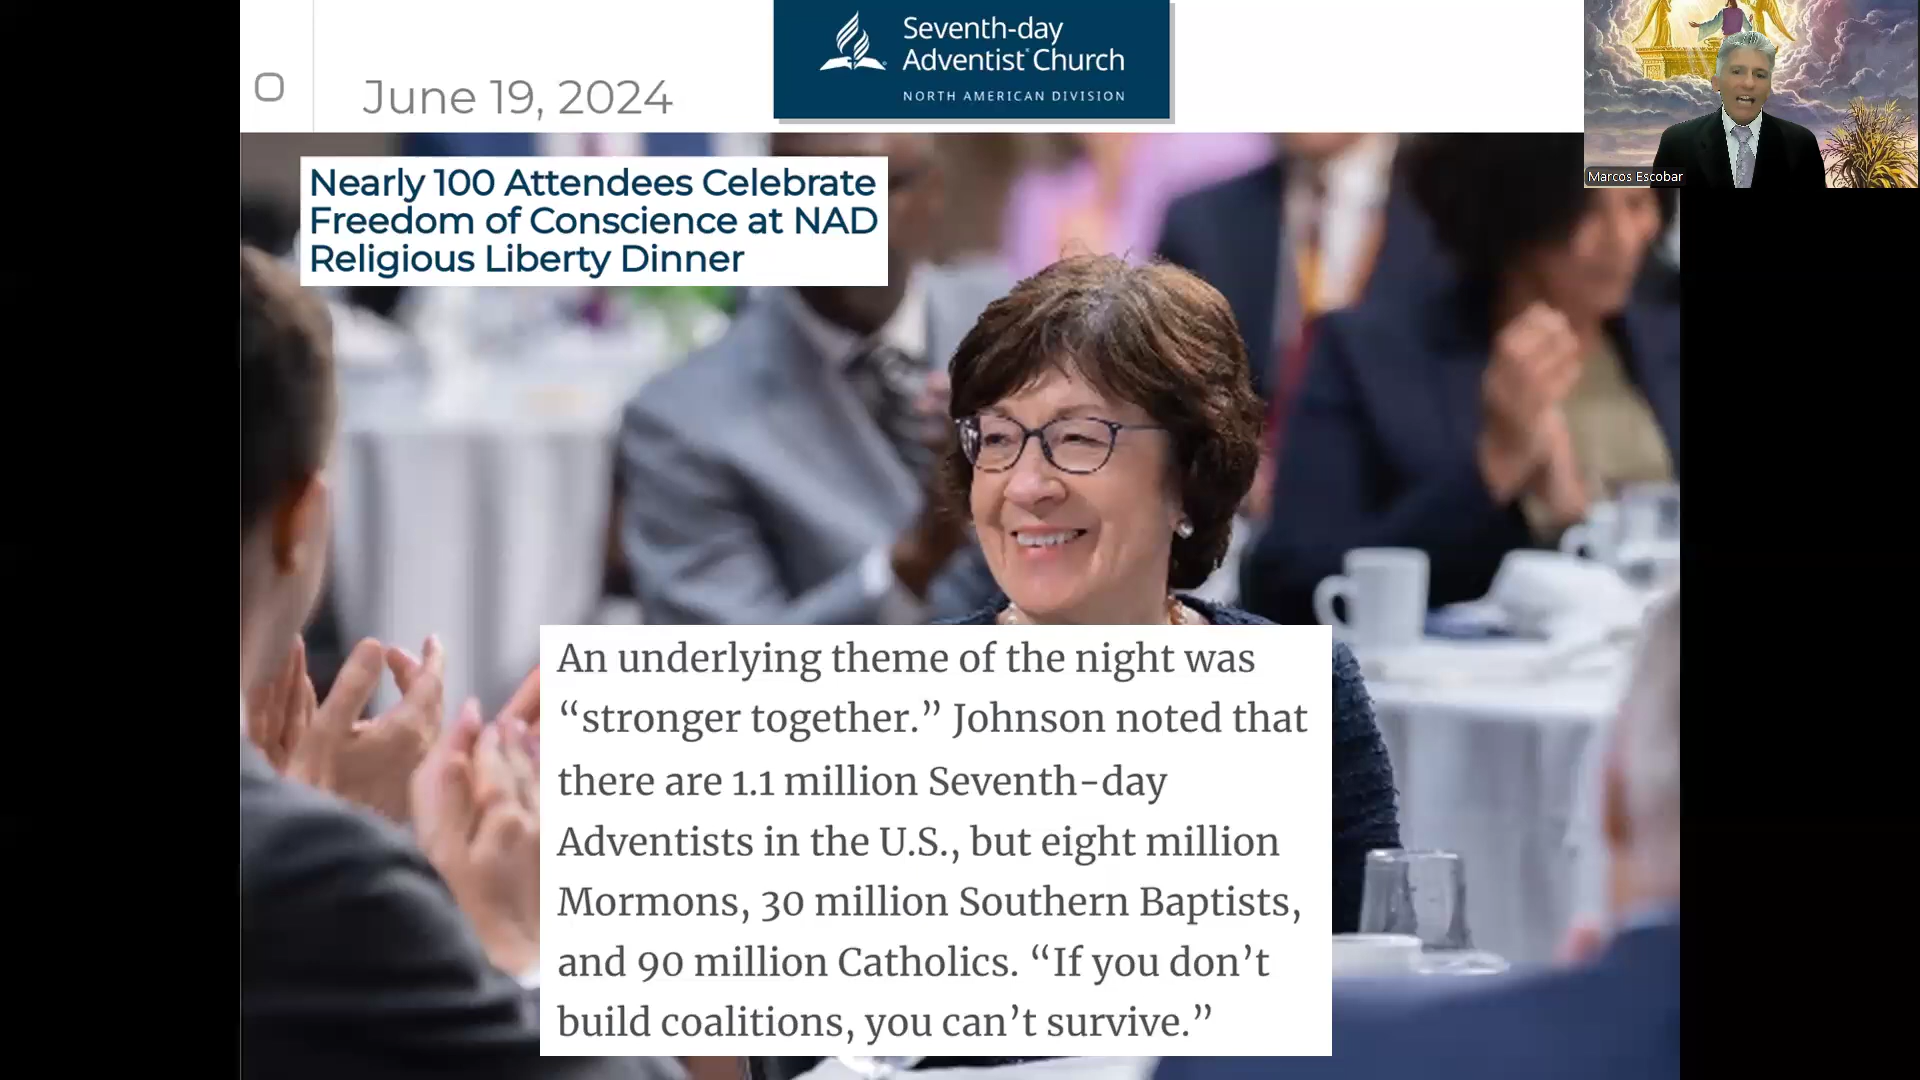 June 19, 2024
Seventh-day
Adventist Church
NORTH AMERICAN DIVISION
Marcos Escobar
Nearly 100 Attendees Celebrate
Freedom of Conscience at NAD
Religious Liberty Dinner
An underlying theme of the night was
“stronger together.” Johnson noted that
there are 1.1 million Seventh-day
Adventists in the U.S., but eight million
Mormons, 30 million Southern Baptists,
and 90 million Catholics. “If you don’t
build coalitions, you can’t survive.”